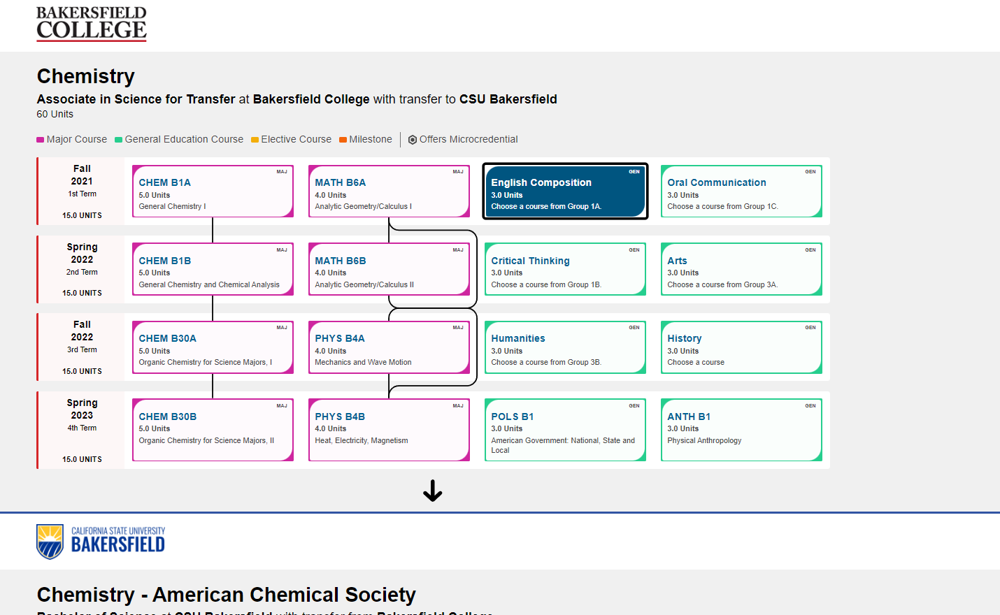 BAKERSFIELD
COLLEGE
Chemistry
Associate in Science for Transfer at Bakersfield College with transfer to CSU Bakersfield
60 Units
Major Course General Education Course Elective Course Milestone Offers Microcredential
Fall
2021
1st Term
15.0 UNITS
MAJ
CHEM B1A
5.0 Units
General Chemistry I
MAJ
MATH B6A
4.0 Units
Analytic Geometry/Calculus I
GEN
English Composition
3.0 Units
Choose a course from Group 1A.
GEN
Oral Communication
3.0 Units
Choose a course from Group 1C.
Spring
2022
2nd Term
15.0 UNITS
MAJ
CHEM B1B
5.0 Units
General Chemistry and Chemical Analysis
MAJ
MATH B6B
4.0 Units
Analytic Geometry/Calculus II
GEN
Critical Thinking
3.0 Units
Choose a course from Group 1B.
GEN
Arts
3.0 Units
Choose a course from Group 3A.
Fall
2022
3rd Term
15.0 UNITS
MAJ
CHEM B30A
5.0 Units
Organic Chemistry for Science Majors, I
MAJ
PHYS B4A
4.0 Units
Mechanics and Wave Motion
GEN
Humanities
3.0 Units
Choose a course from Group 3B.
GEN
History
3.0 Units
Choose a course
Spring
2023
4th Term
15.0 UNITS
MAJ
CHEM B30B
5.0 Units
Organic Chemistry for Science Majors, II
MAJ
PHYS B4B
4.0 Units
Heat, Electricity, Magnetism
GEN
POLS B1
3.0 Units
American Government: National, State and
Local
GEN
ANTH B1
3.0 Units
Physical Anthropology
CALIFORNIA STATE UNIVERSITY
BAKERSFIELD
Chemistry - American Chemical Society
Bachelor of Science at CSU Bakersfield with transfer from Bakersfield College